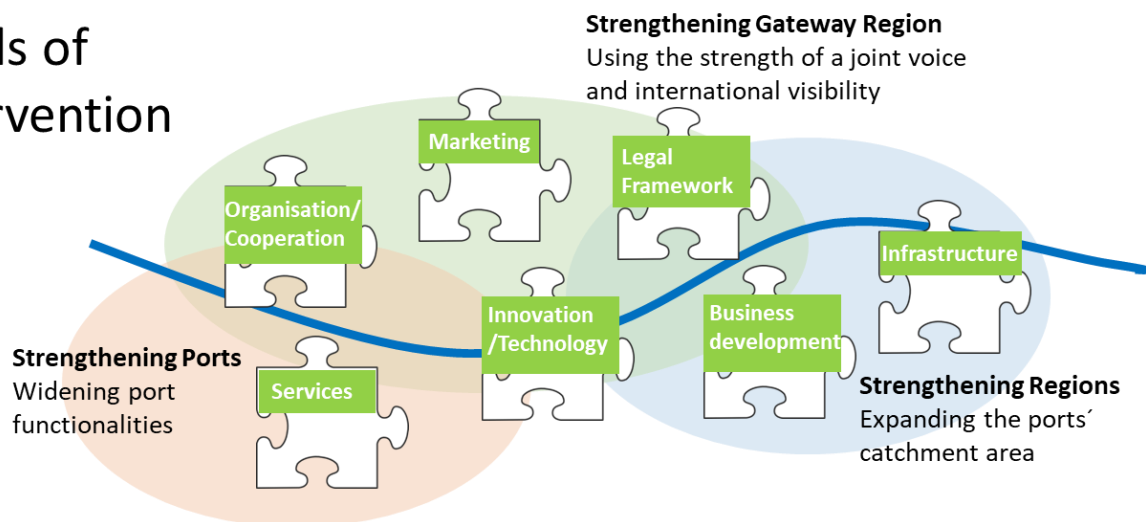 ds of
rvention
Strengthening Gateway Region
Using the strength of a joint voice
and international visibility
Marketing
Legal
Framework
Organisation/
Cooperation
Infrastructure
Innovation
/Technology
Business
development
Strengthening Ports
Widening port
functionalities
Services
Strengthening Regions
Expanding the ports´
catchment area